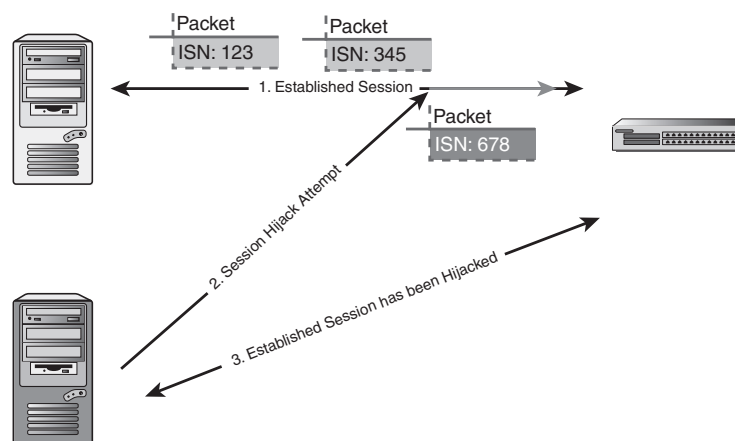 Packet
ISN: 123
Packet
ISN: 345
1. Established Session
Packet
ISN: 678
2. Session Hijack Attempt
3. Established Session has been Hijacked